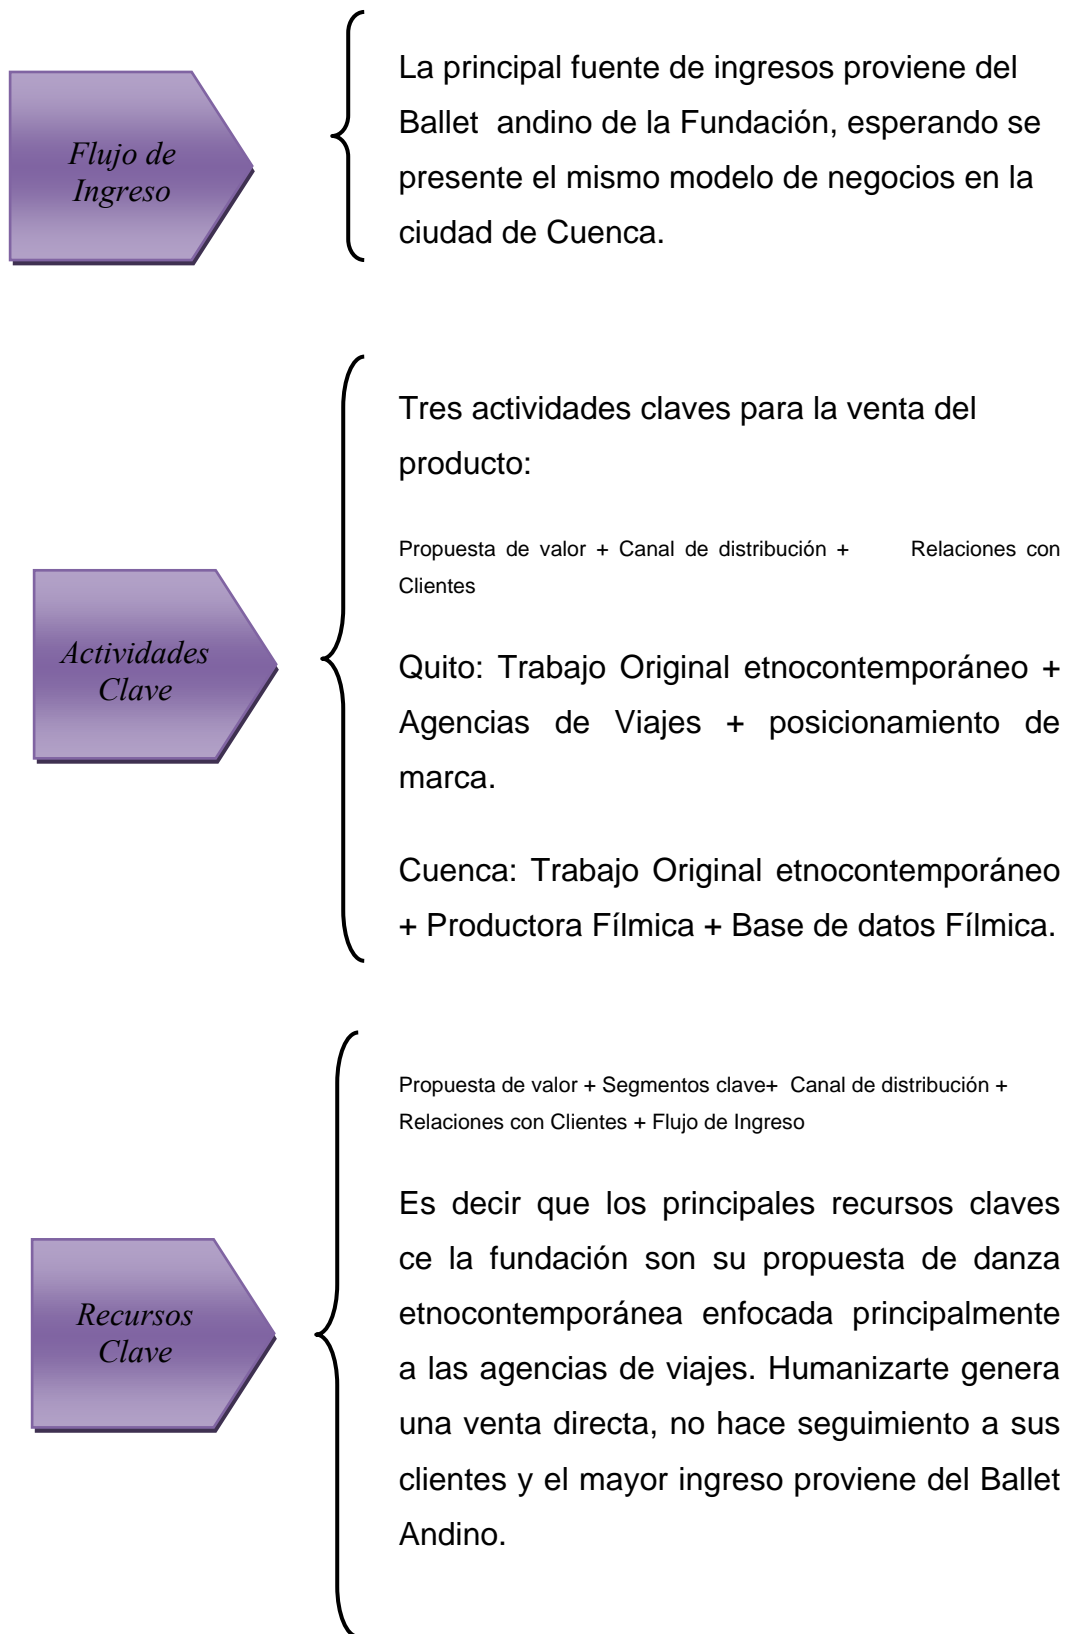 Flujo de
Ingreso
La principal fuente de ingresos proviene del
Ballet andino de la Fundación, esperando se
presente el mismo modelo de negocios en la
ciudad de Cuenca.
Actividades
Clave
Tres actividades claves para la venta del
producto:
Propuesta de valor + Canal de distribución + Relaciones con
Clientes
Quito: Trabajo Original etnocontemporáneo +
Agencias de Viajes + posicionamiento de
marca.
Cuenca: Trabajo Original etnocontemporáneo
+ Productora Fílmica + Base de datos Fílmica.
Recursos
Clave
Propuesta de valor + Segmentos clave+ Canal de distribución +
Relaciones con Clientes + Flujo de Ingreso
Es decir que los principales recursos claves
ce la fundación son su propuesta de danza
etnocontemporánea enfocada principalmente
a las agencias de viajes. Humanizarte genera
una venta directa, no hace seguimiento a sus
clientes y el mayor ingreso proviene del Ballet
Andino.